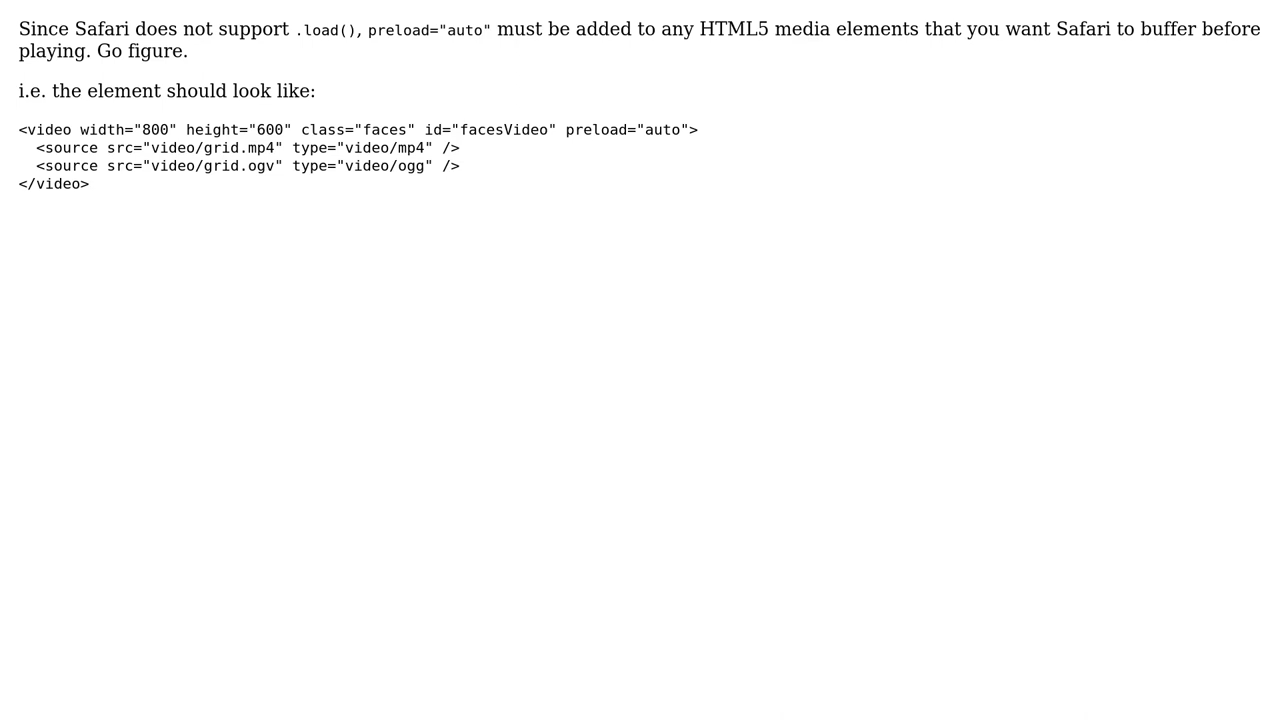 Since Safari does not support .load(), preload="auto" must be added to any HTML5 media elements that you want Safari to buffer before
playing. Go figure.
i.e. the element should look like:
<video width="800" height="600" class="faces" id="facesVideo" preload="auto">
  <source src="video/grid.mp4" type="video/mp4" />
  <source src="video/grid.ogv" type="video/ogg" />
</video>